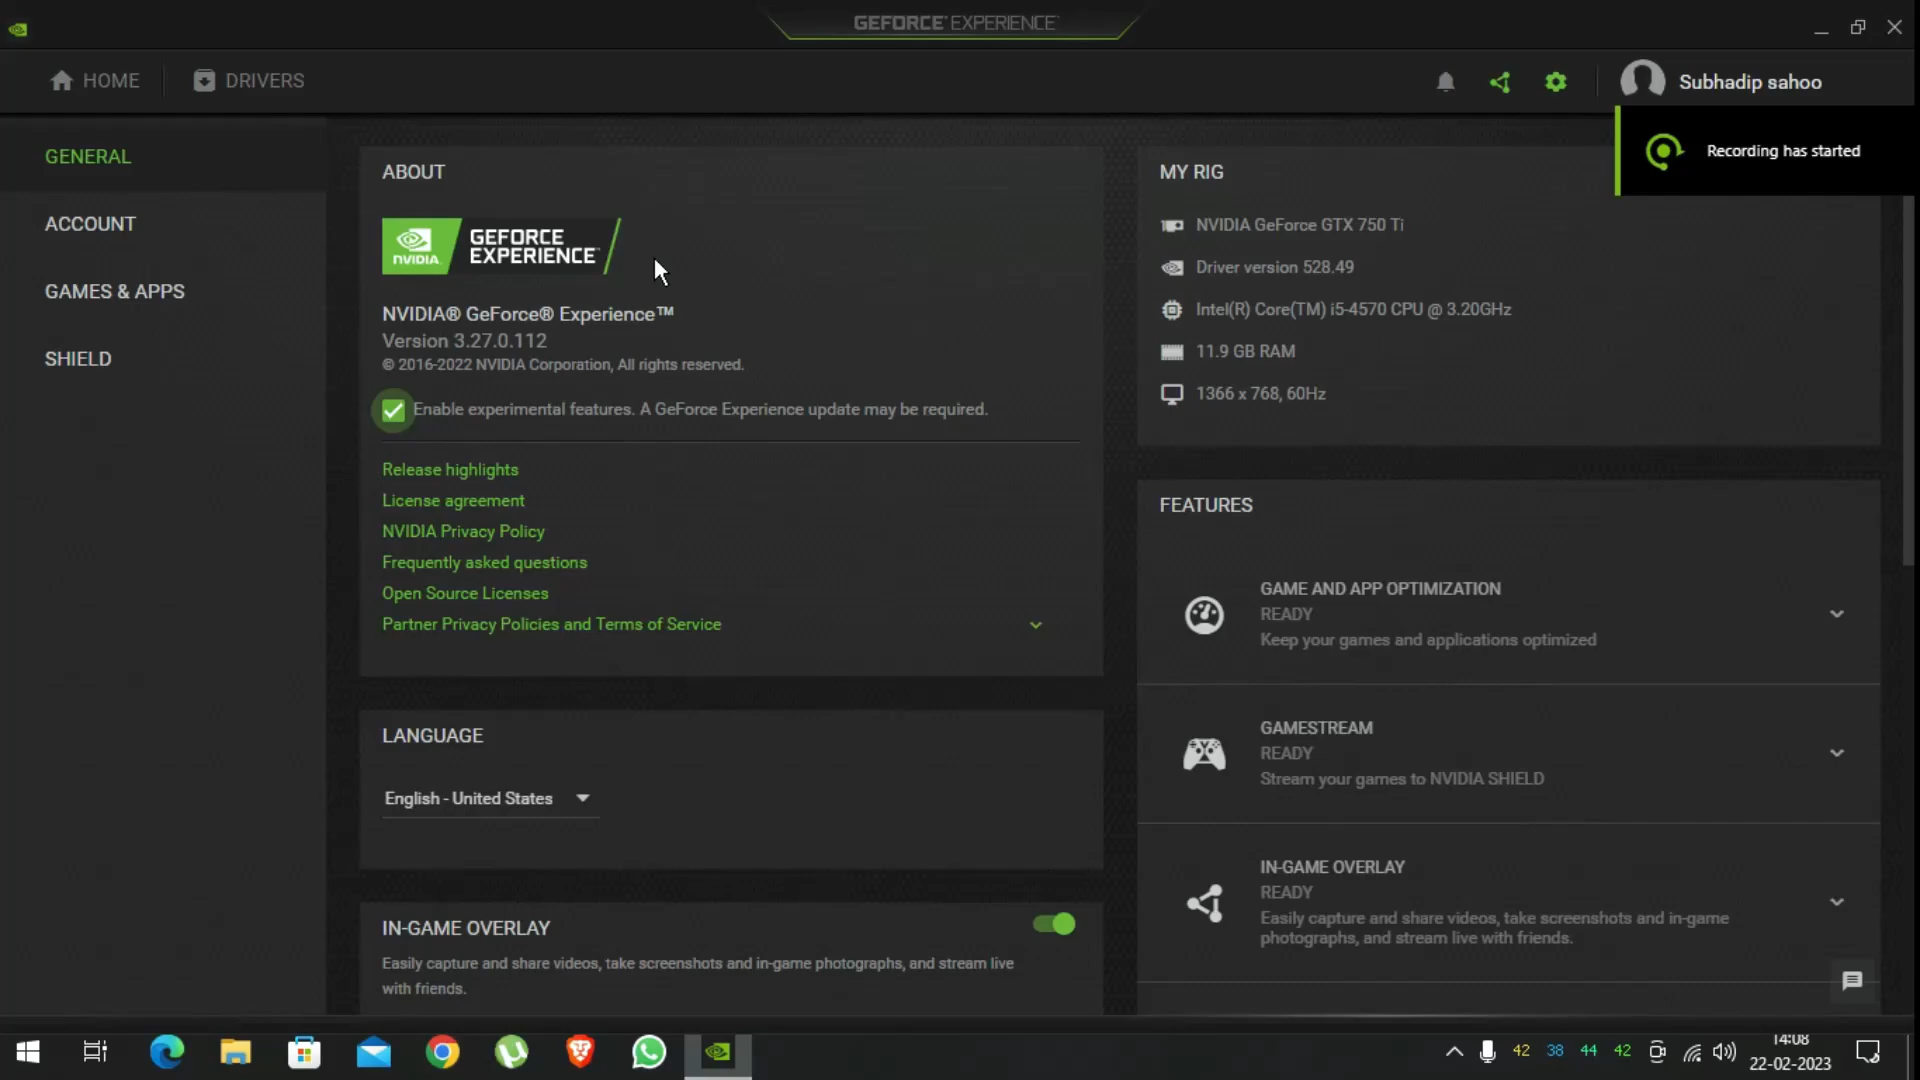 GEFORCE EXPERIENCE
HOME
DRIVERS
Subhadip sahoo
Recording has started
GENERAL
ACCOUNT
GAMES & APPS
SHIELD
ABOUT
NVIDIA
GEFORCE
EXPERIENCE
NVIDIA® GeForce® Experience™
Version 3.27.0.112
© 2016-2022 NVIDIA Corporation, All rights reserved.
Enable experimental features. A GeForce Experience update may be required.
Release highlights
License agreement
NVIDIA Privacy Policy
Frequently asked questions
Open Source Licenses
Partner Privacy Policies and Terms of Service
LANGUAGE
English - United States
IN-GAME OVERLAY
Easily capture and share videos, take screenshots and in-game photographs, and stream live
with friends.
MY RIG
NVIDIA GeForce GTX 750 Ti
Driver version 528.49
Intel(R) Core(TM) i5-4570 CPU @ 3.20GHz
11.9 GB RAM
1366 x 768, 60Hz
FEATURES
GAME AND APP OPTIMIZATION
READY
Keep your games and applications optimized
GAMESTREAM
READY
Stream your games to NVIDIA SHIELD
IN-GAME OVERLAY
READY
Easily capture and share videos, take screenshots and in-game
photographs, and stream live with friends.
42 38 44 42
14:08
22-02-2023